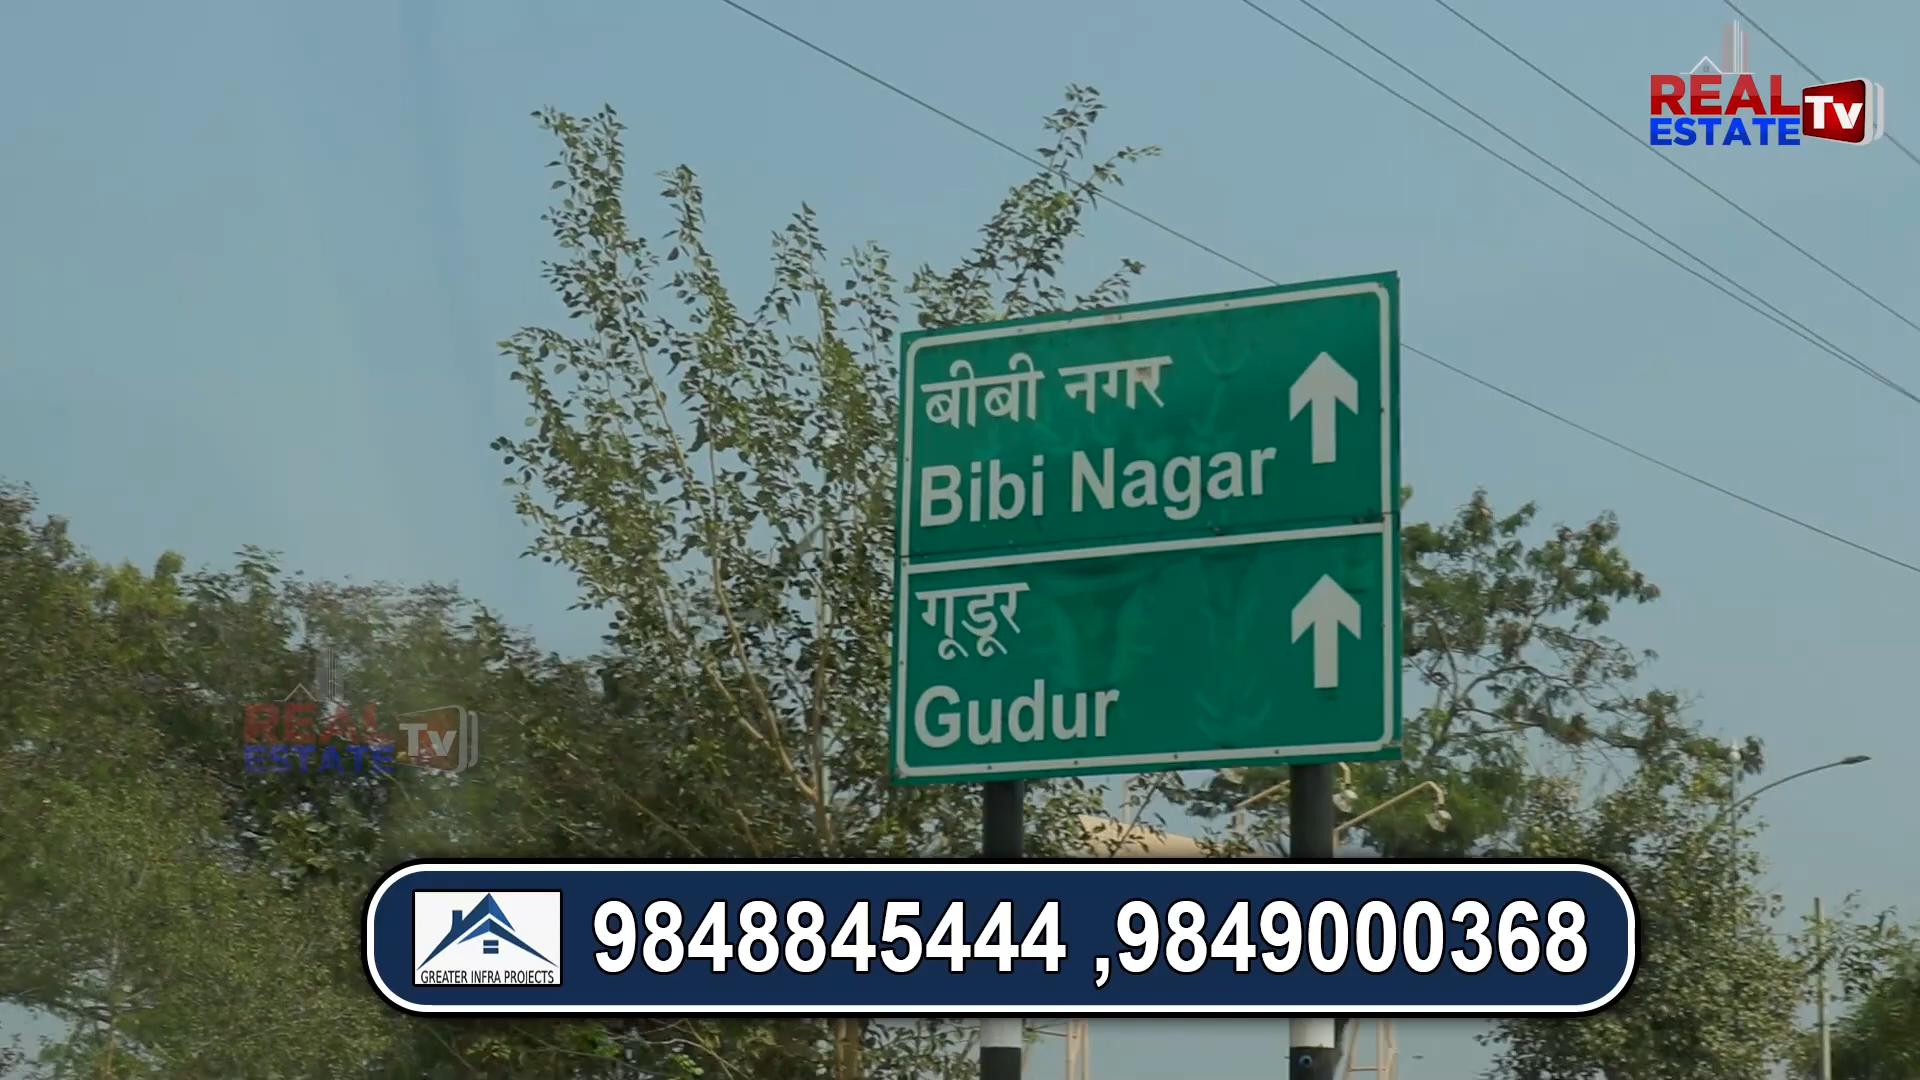 REAL
ESTATE Tv
बीबी नगर
Bibi Nagar
गूडूर
Gudur
REAL
ESTATE Tv
GREATER INFRA PROJECTS
9848845444 ,9849000368